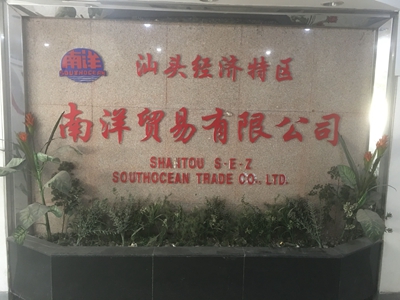 南洋
SOUTHOCEAN
汕头经济特区
南洋贸易有限公司
SHANTOU S·E·Z
SOUTHOCEAN TRADE CO., LTD.